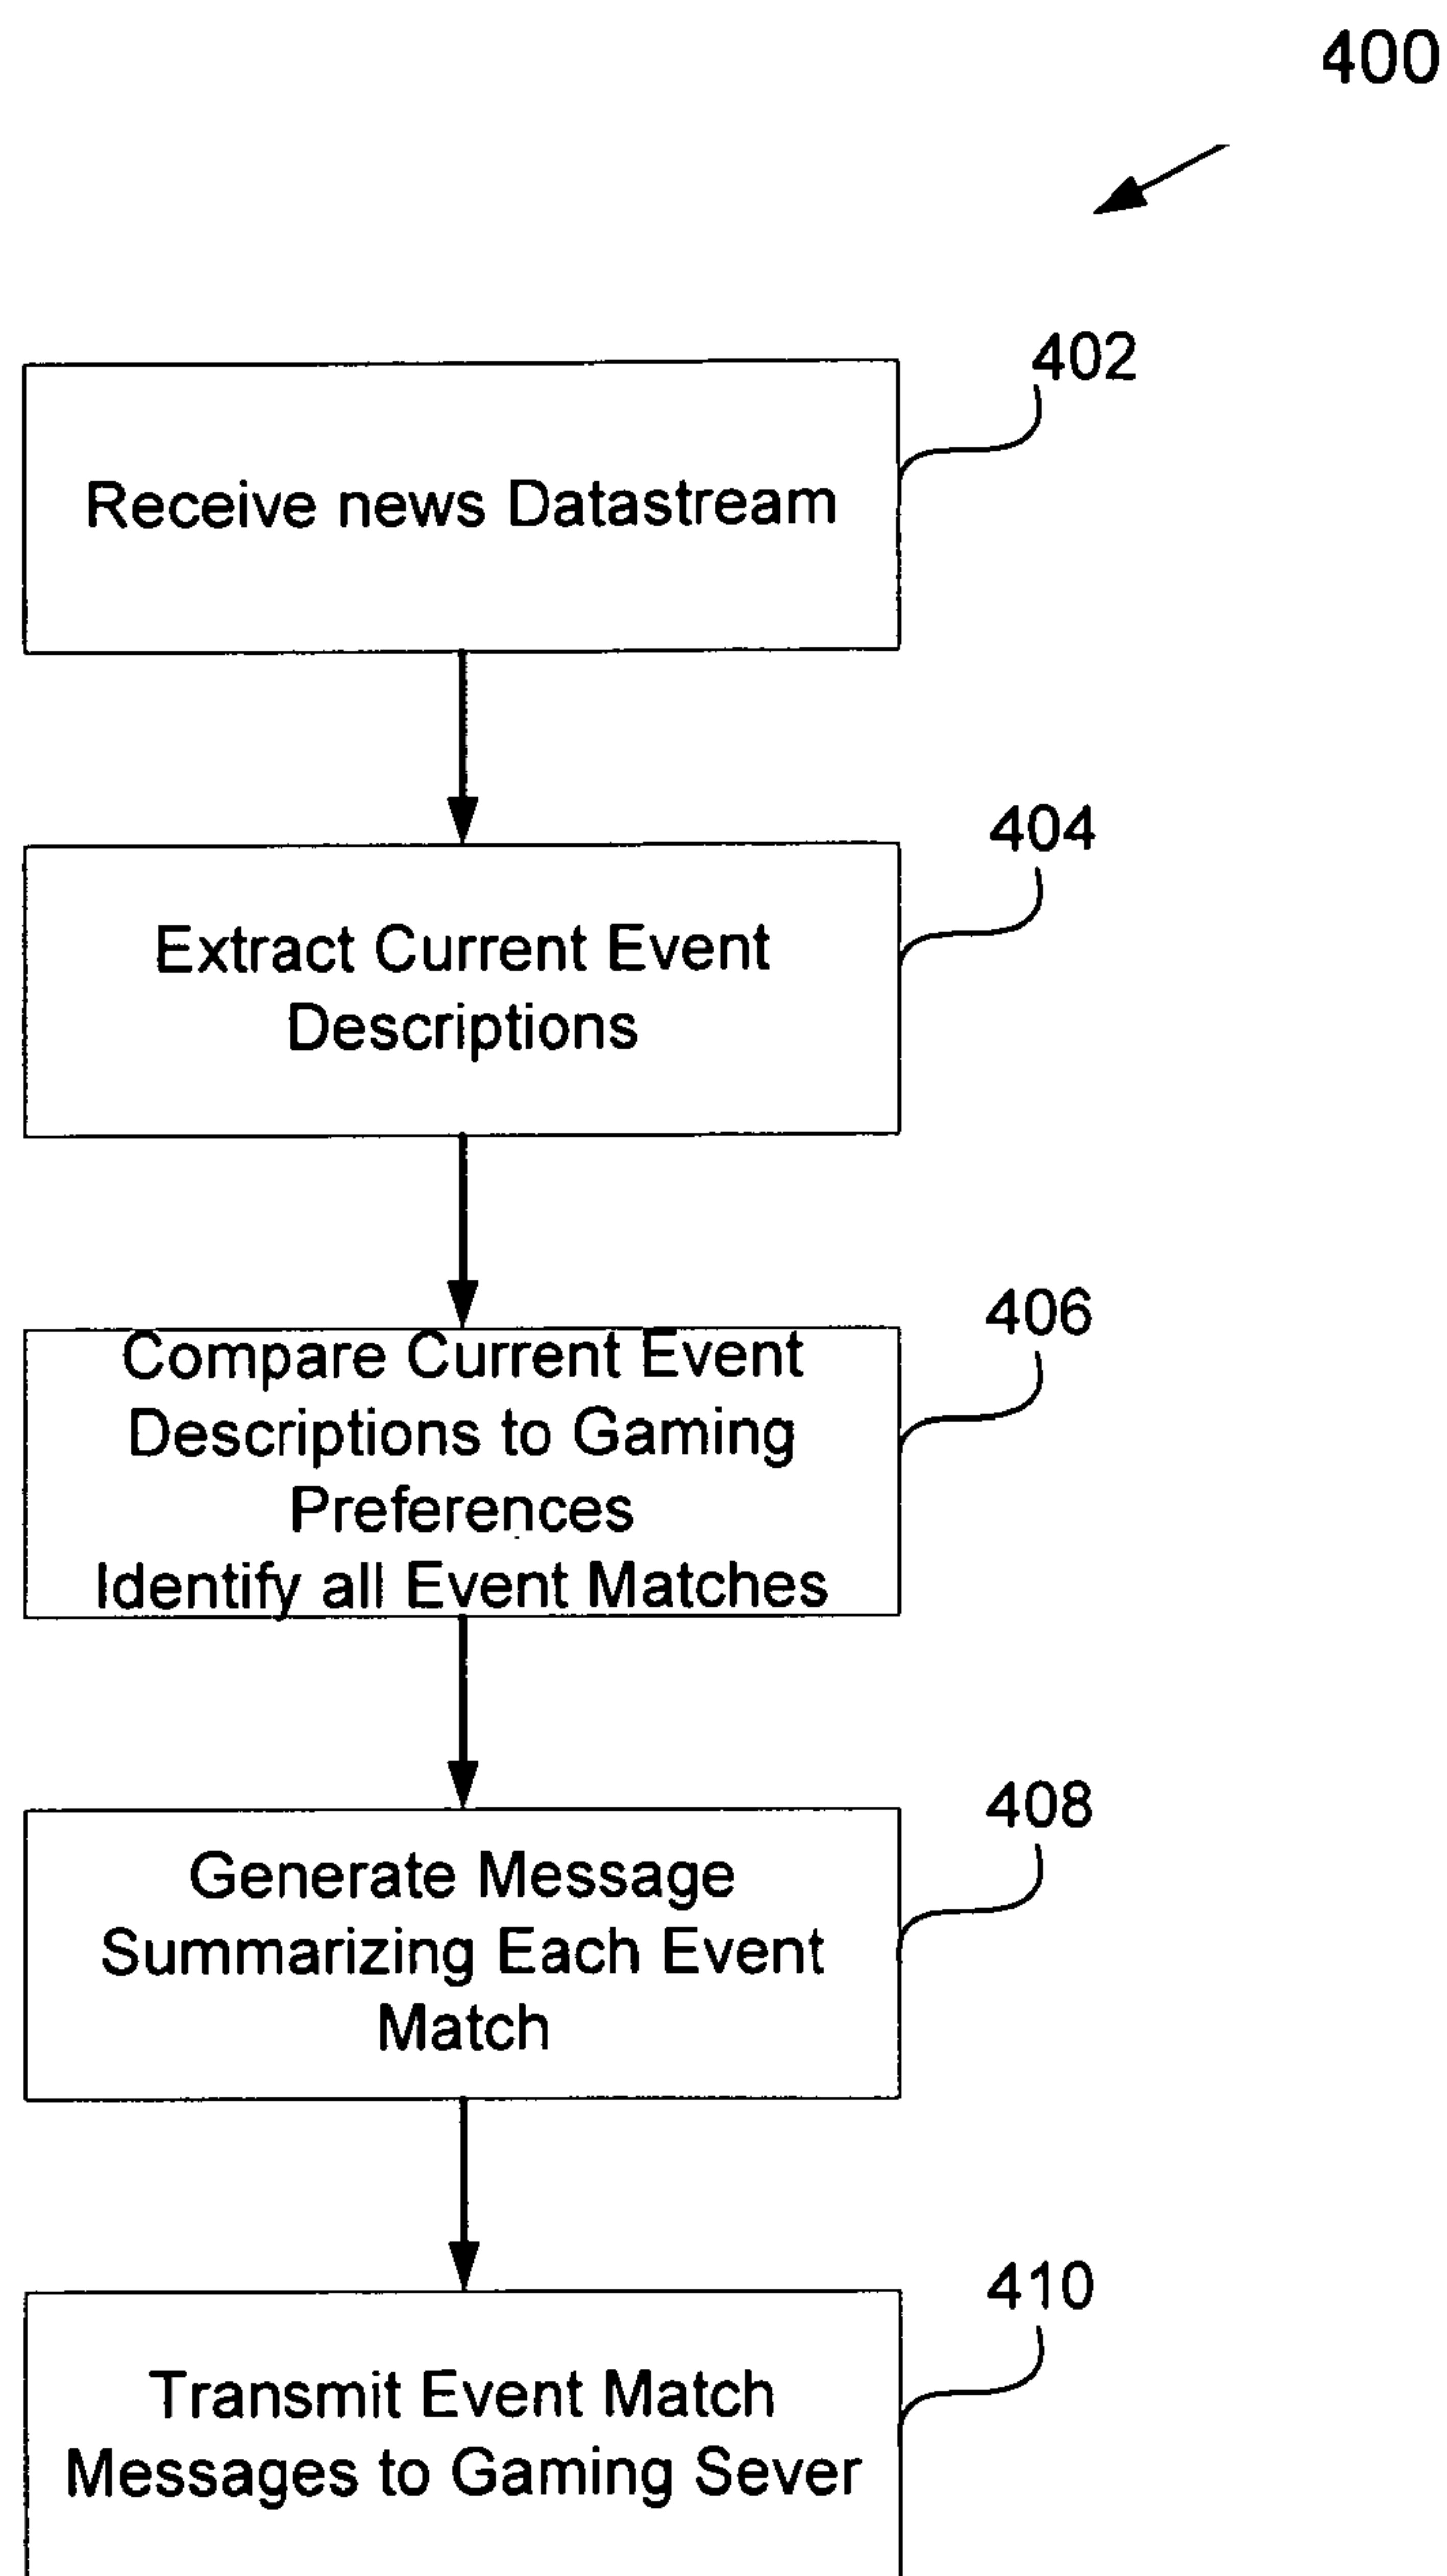 400
402
Receive news Datastream
404
Extract Current Event
Descriptions
406
Compare Current Event
Descriptions to Gaming
Preferences
Identify all Event Matches
408
Generate Message
Summarizing Each Event
Match
410
Transmit Event Match
Messages to Gaming Sever